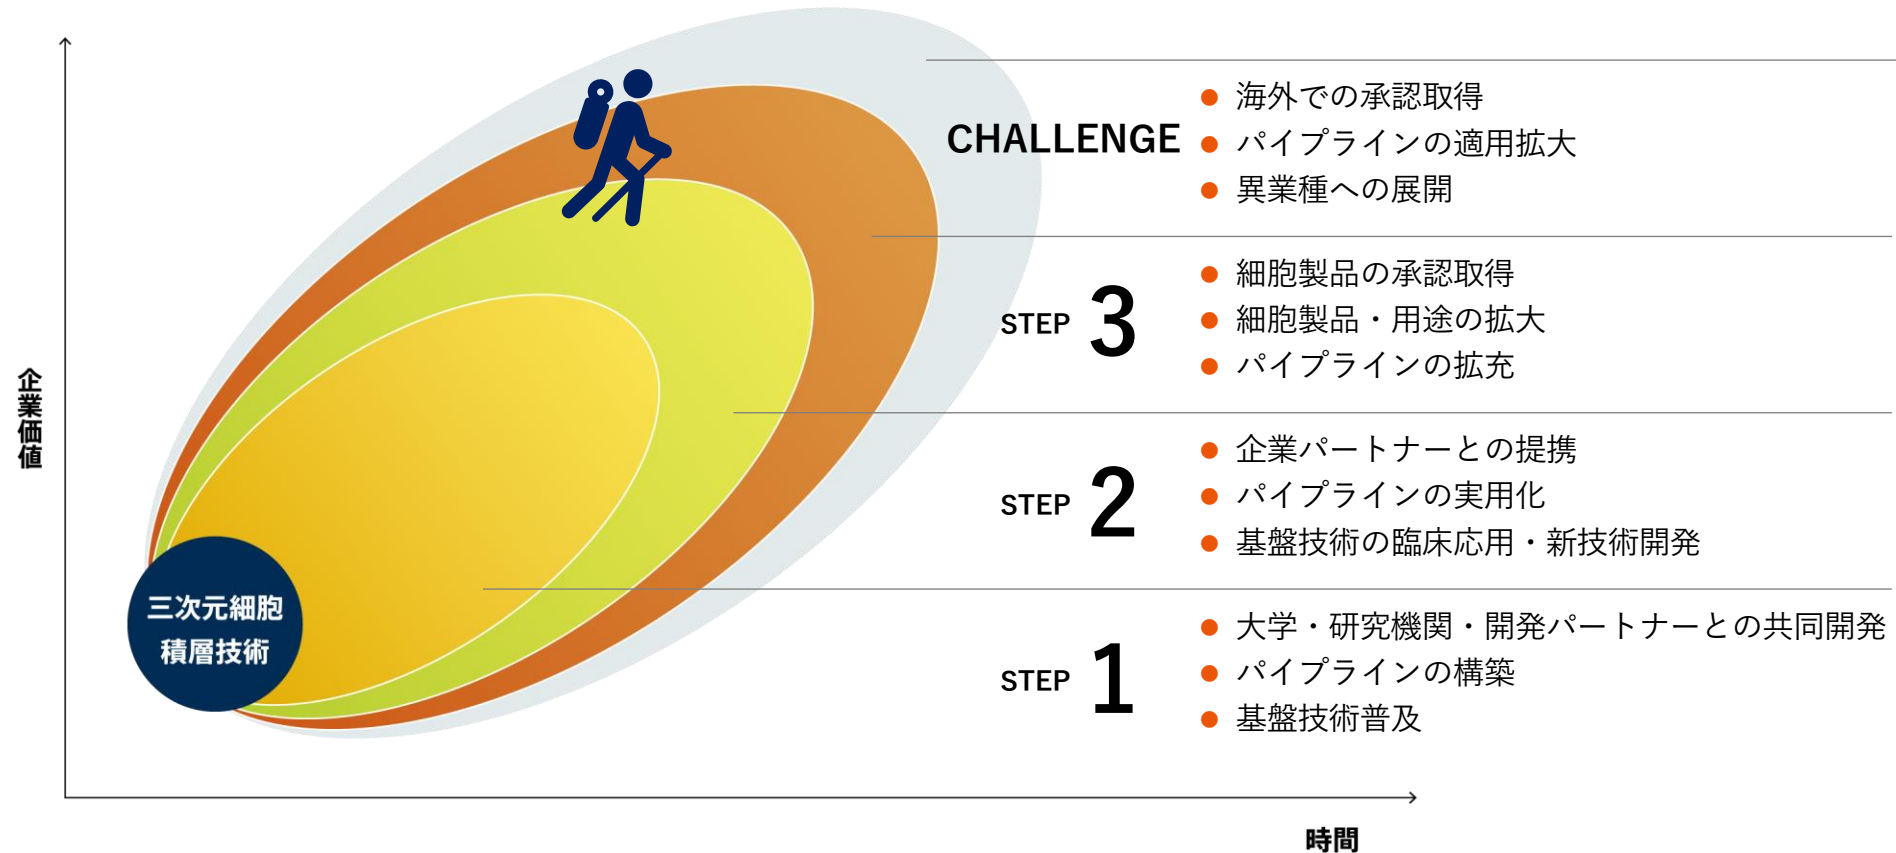 企業価値
三次元細胞
積層技術
CHALLENGE
● 海外での承認取得
● パイプラインの適用拡大
● 異業種への展開
STEP 3
● 細胞製品の承認取得
● 細胞製品・用途の拡大
● パイプラインの拡充
STEP 2
● 企業パートナーとの提携
● パイプラインの実用化
● 基盤技術の臨床応用・新技術開発
STEP 1
● 大学・研究機関・開発パートナーとの共同開発
● パイプラインの構築
● 基盤技術普及
時間